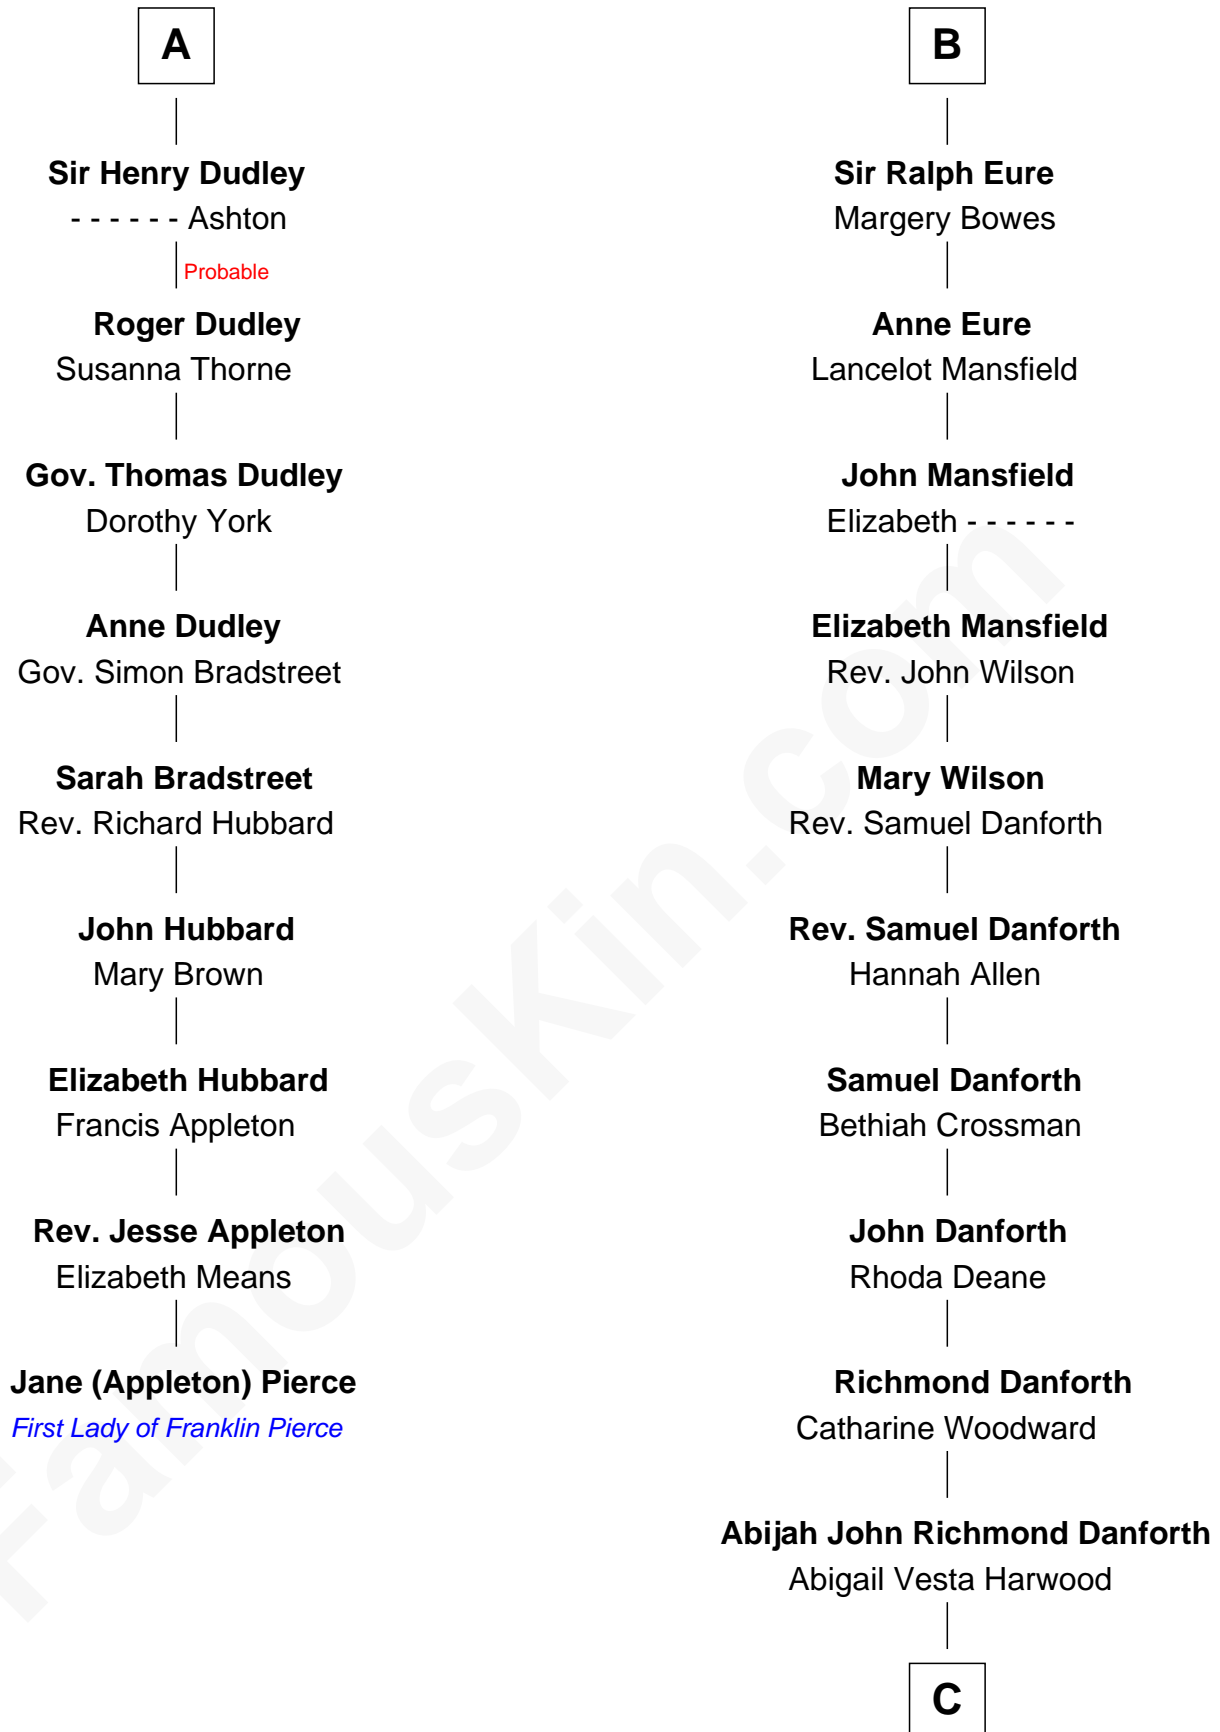 A
Sir Henry Dudley
- - - - - - Ashton
Probable
Roger Dudley
Susanna Thorne
Gov. Thomas Dudley
Dorothy York
Anne Dudley
Gov. Simon Bradstreet
Sarah Bradstreet
Rev. Richard Hubbard
John Hubbard
Mary Brown
Elizabeth Hubbard
Francis Appleton
Rev. Jesse Appleton
Elizabeth Means
Jane (Appleton) Pierce
First Lady of Franklin Pierce
B
Sir Ralph Eure
Margery Bowes
Anne Eure
Lancelot Mansfield
John Mansfield
Elizabeth - - - - - -
Elizabeth Mansfield
Rev. John Wilson
Mary Wilson
Rev. Samuel Danforth
Rev. Samuel Danforth
Hannah Allen
Samuel Danforth
Bethiah Crossman
John Danforth
Rhoda Deane
Richmond Danforth
Catharine Woodward
Abijah John Richmond Danforth
Abigail Vesta Harwood
C
FamousKin.com